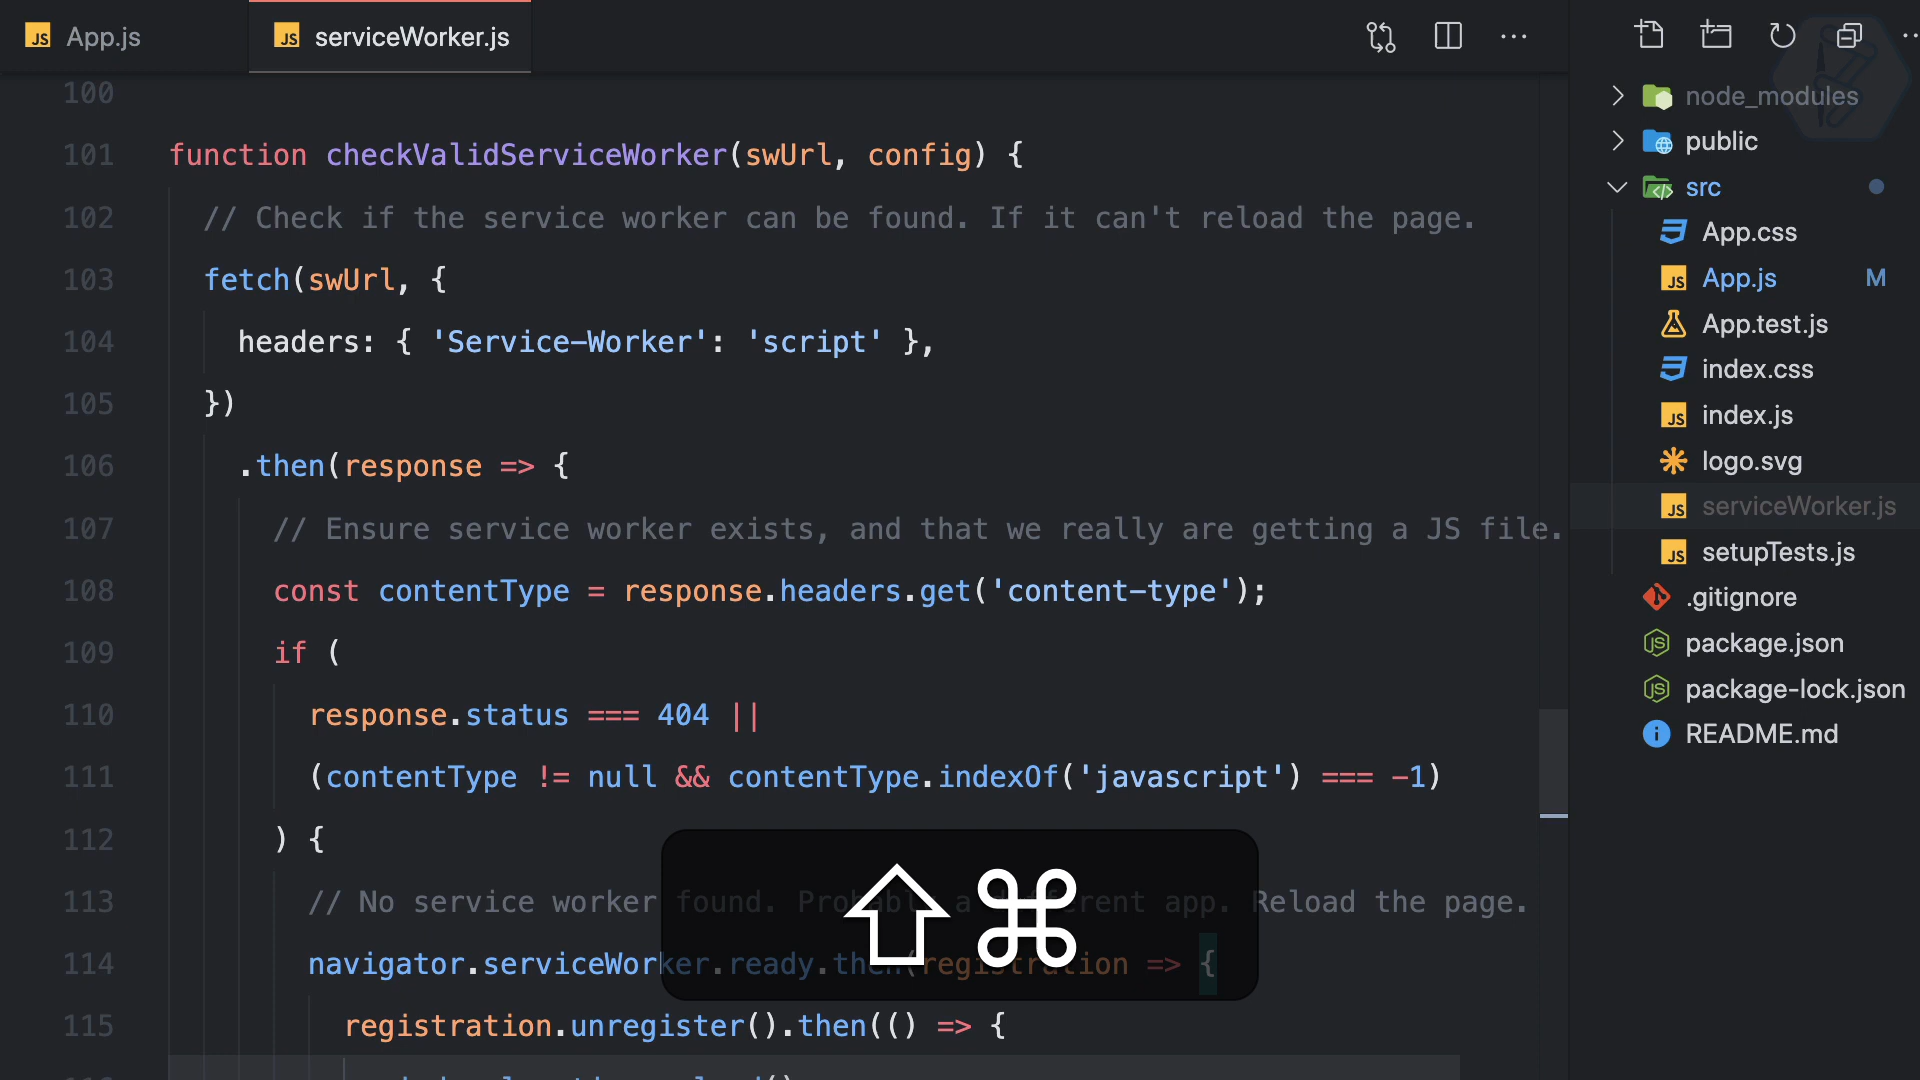 App.js
serviceWorker.js
100
101 function checkValidServiceWorker(swUrl, config) {
102 // Check if the service worker can be found. If it can't reload the page.
103 fetch(swUrl, {
104 headers: { 'Service-Worker': 'script' },
105 })
106 .then(response => {
107 // Ensure service worker exists, and that we really are getting a JS file.
108 const contentType = response.headers.get('content-type');
109 if (
110 response.status === 404 ||
111 (contentType != null && contentType.indexOf('javascript') === -1)
112 ) {
113 // No service worker found. Probably a different app. Reload the page.
114 navigator.serviceWorker.ready.then(registration => {
115 registration.unregister().then(() => {
node_modules
public
src
App.css
App.js M
App.test.js
index.css
index.js
logo.svg
serviceWorker.js
setupTests.js
.gitignore
package.json
package-lock.json
README.md